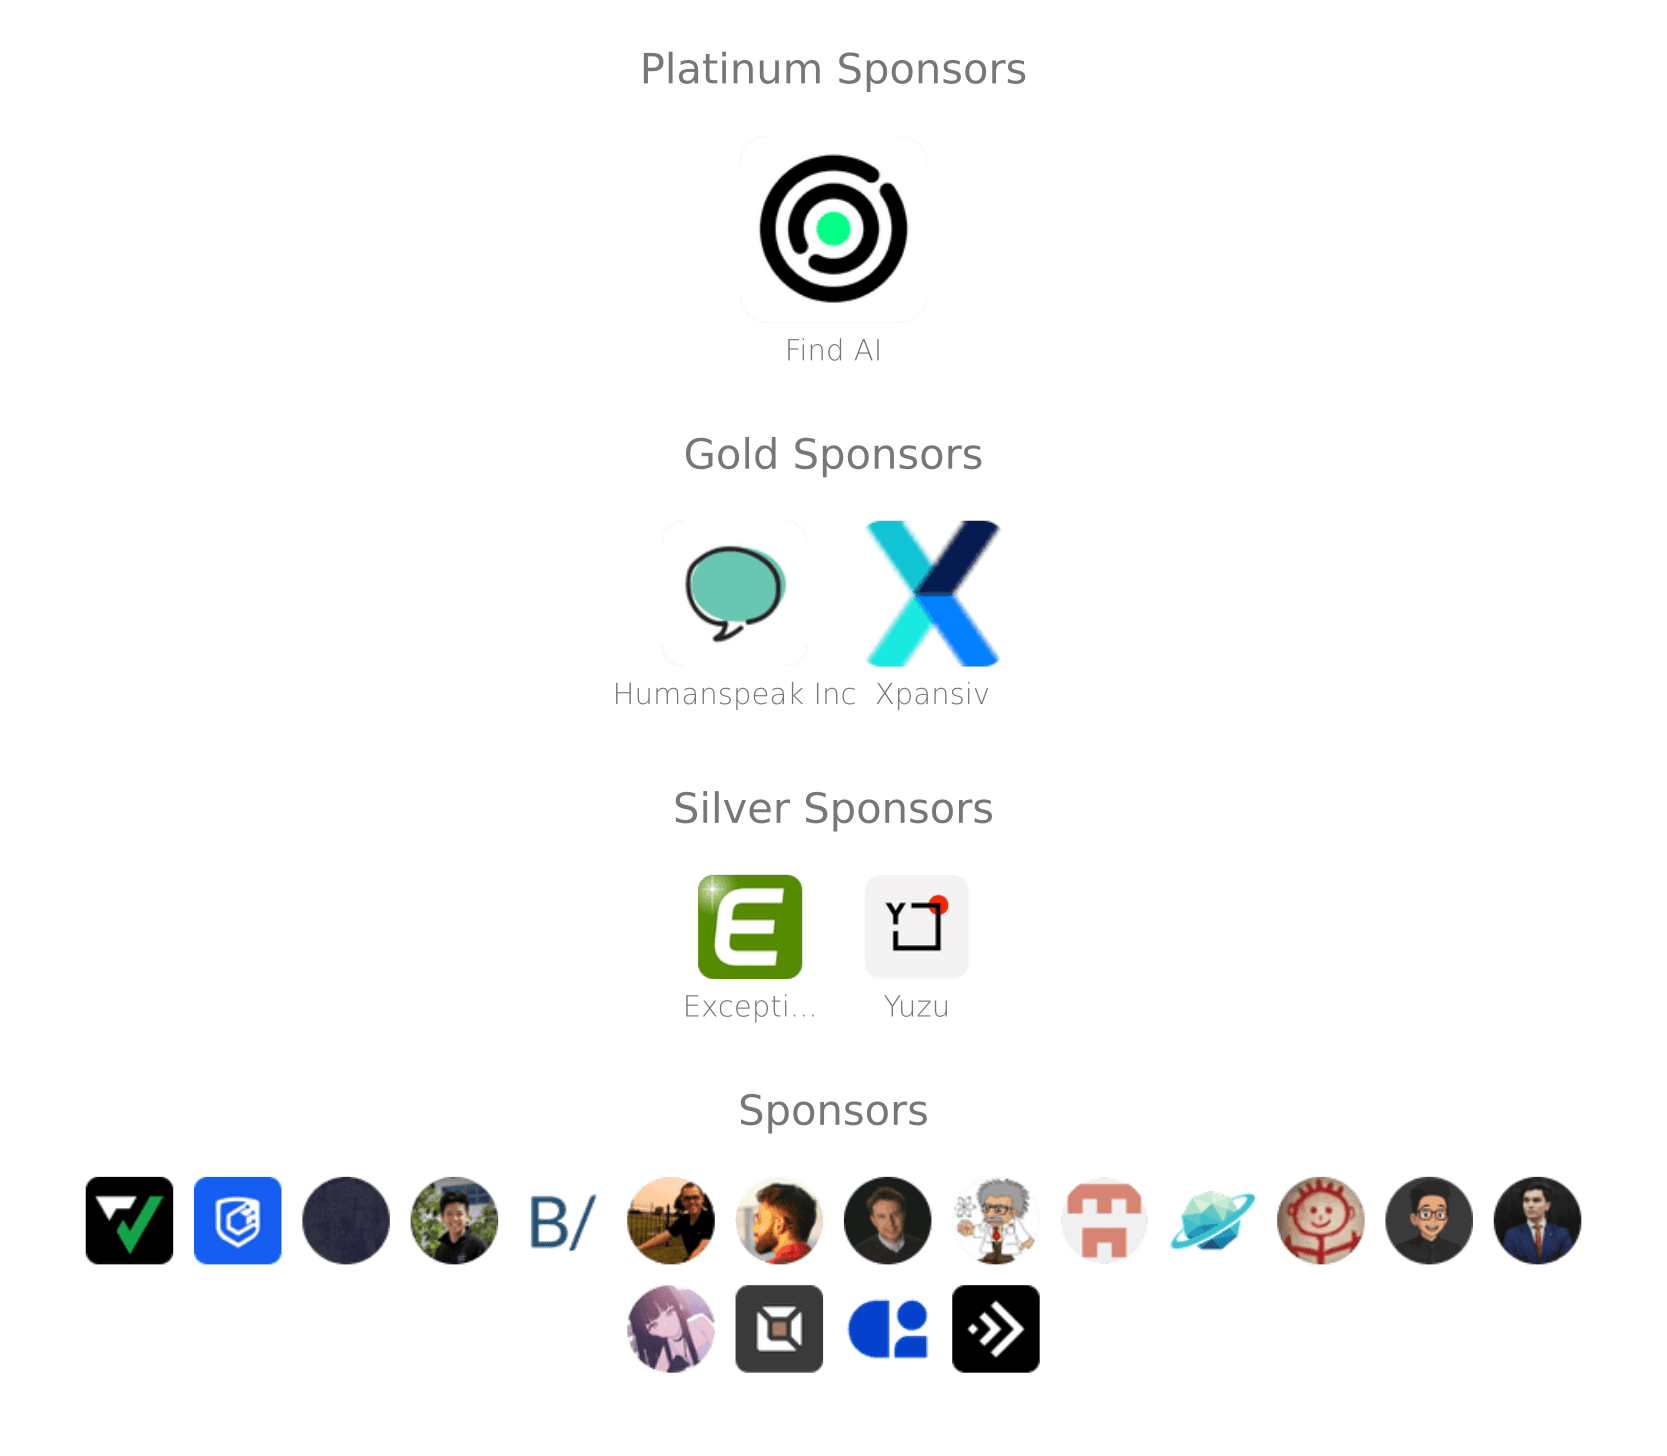 Platinum Sponsors
Find AI
Gold Sponsors
Humanspeak Inc Xpansiv
Silver Sponsors
E Y
Excepti... Yuzu
Sponsors
B/